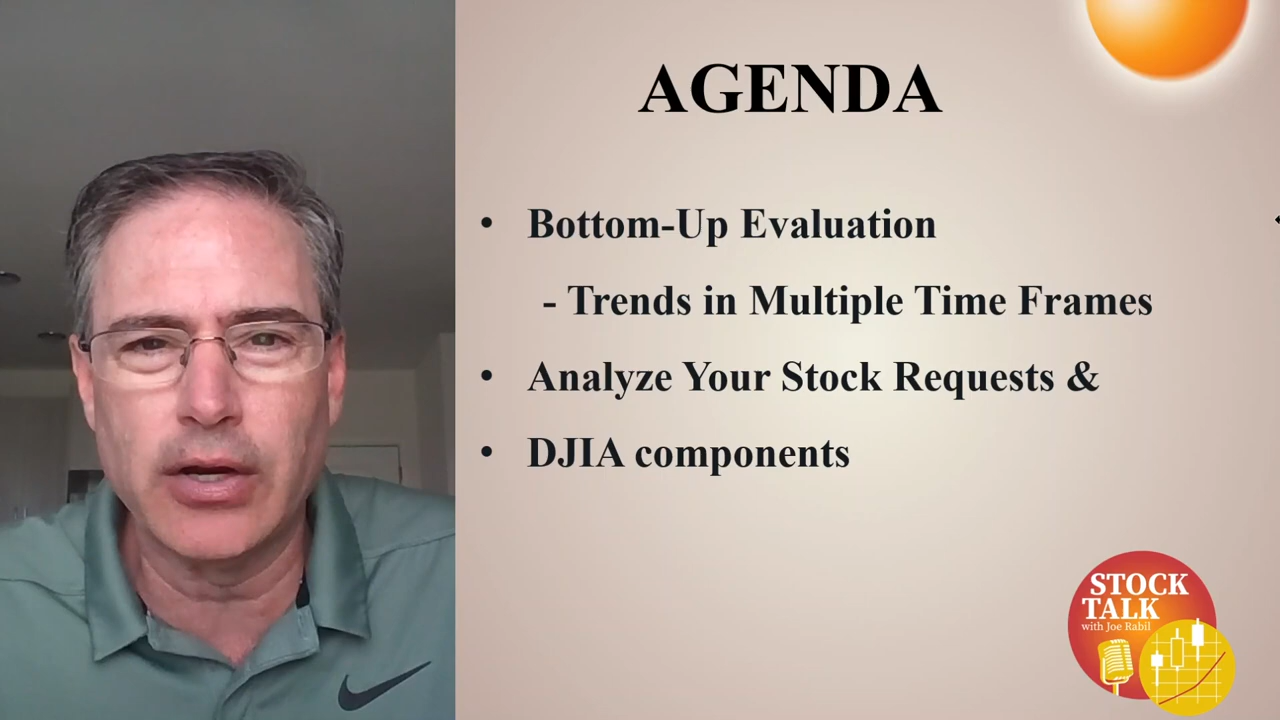 AGENDA
• Bottom-Up Evaluation
- Trends in Multiple Time Frames
• Analyze Your Stock Requests &
• DJIA components
STOCK
TALK
with Joe Rabil